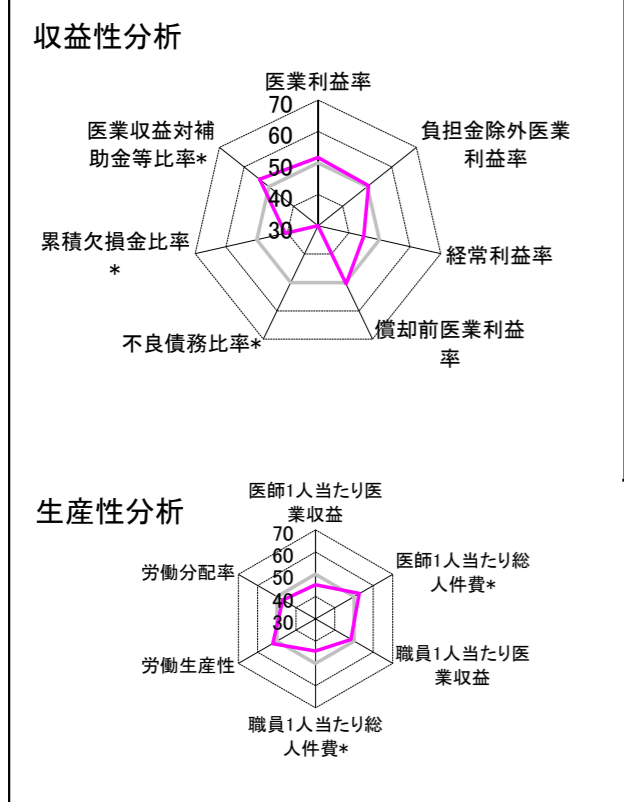 収益性分析
医業利益率
70
60
50
40
30
負担金除外医業
利益率
経常利益率
償却前医業利益
率
不良債務比率*
累積欠損金比率
*
医業収益対補
助金等比率*
生産性分析
医師1人当たり医
業収益
70
60
50
40
30
医師1人当たり総
人件費*
職員1人当たり医
業収益
職員1人当たり総
人件費*
労働生産性
労働分配率